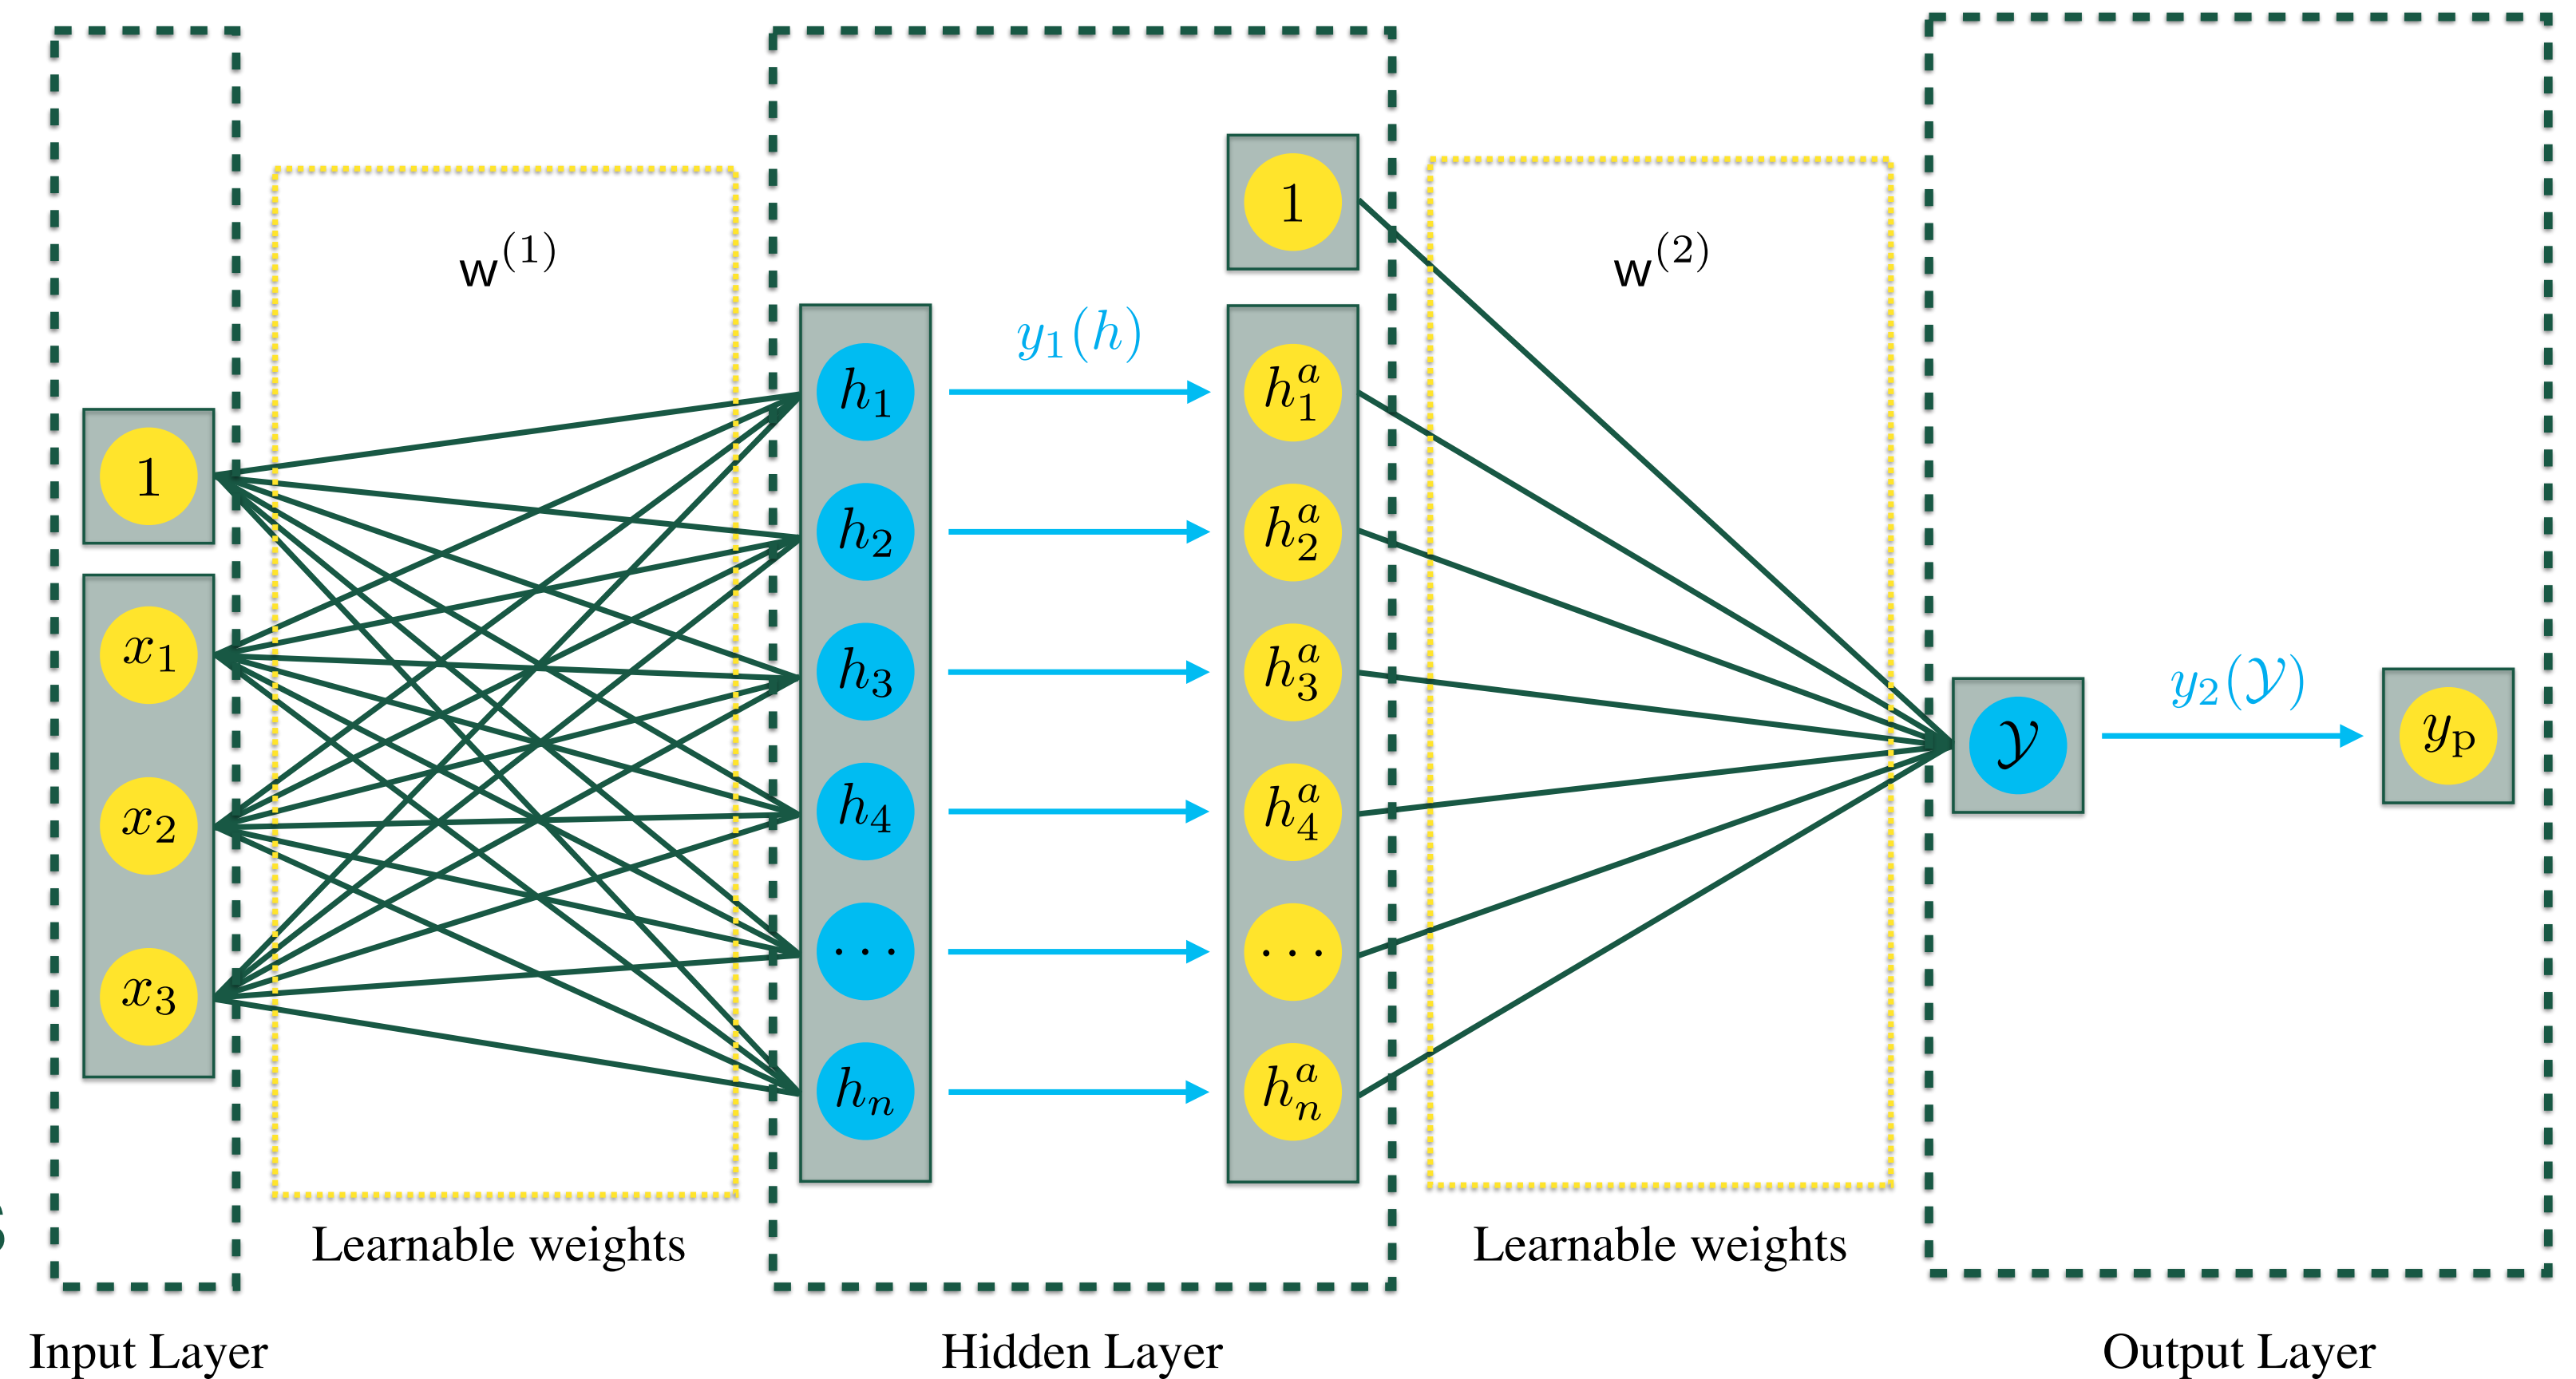 w^(1)
w^(2)
1
1
y_1(h)
h_1
h_1^a
h_2
h_2^a
x_1
h_3
h_3^a
x_2
h_4
h_4^a
x_3
...
...
h_n
h_n^a
𝒴
y_2(𝒴)
y_p
Learnable weights
Learnable weights
Input Layer
Hidden Layer
Output Layer